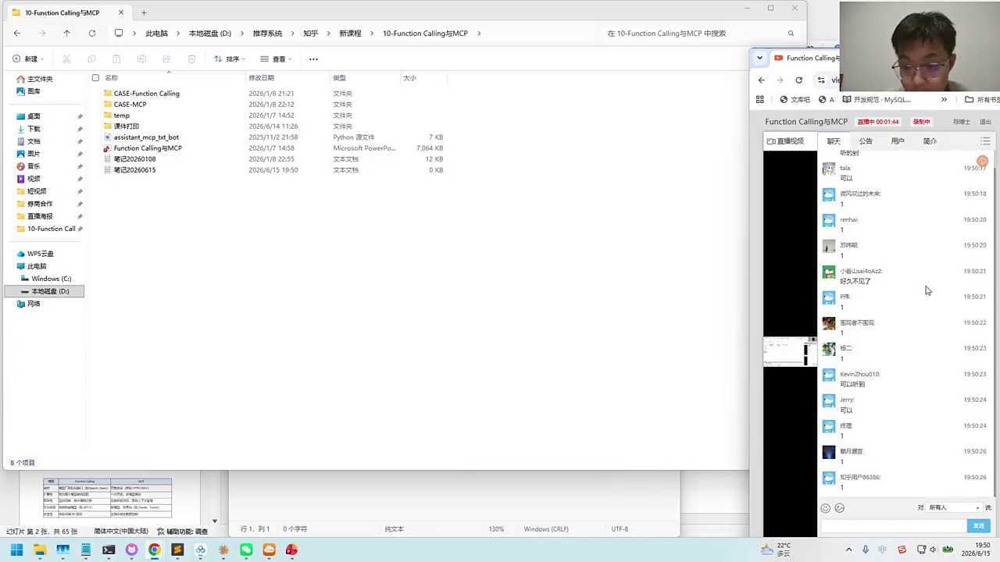 10-Function Calling与MCP
此电脑 > 本地磁盘 (D:) > 推荐系统 > 知乎 > 新课程 > 10-Function Calling与MCP >
在 10-Function Calling与MCP 中搜索
新建 排序 查看 ...
主文件夹
图库
桌面
下载
文档
图片
音乐
视频
短视频
券商合作
直播海报
10-Function Call
WPS云盘
此电脑
Windows (C:)
本地磁盘 (D:)
网络
名称 修改日期 类型 大小
CASE-Function Calling 2026/1/9 21:21 文件夹
CASE-MCP 2026/1/8 22:12 文件夹
temp 2026/1/7 14:52 文件夹
课件打印 2026/6/14 11:26 文件夹
assistant_mcp_txt_bot 2025/11/2 21:58 Python 源文件 7 KB
Function Calling与MCP 2026/1/7 14:58 Microsoft PowerPo... 7,064 KB
笔记20260108 2026/1/8 22:55 文本文档 12 KB
笔记20260615 2026/6/15 19:50 文本文档 0 KB
8 个项目
Function Calling
MCP
幻灯片 第 2 张，共 65 张 简体中文(中国大陆) 辅助功能: 调查
行 1, 列 1 0 个字符 纯文本 130% Windows (CRLF) UTF-8
Function Calling与
文库吧 A 开发规范 · MySQL... » 所有书签
Function Calling与MCP 直播中 00:01:44 录制中 陈博士 退出
直播视频 聊天 公告 用户 简介
听的到
tala: 19:50:17
可以
微风吹过的未来: 19:50:18
1
renhai: 19:50:20
1
19:50:20
1
小香山sai4oAz2: 19:50:21
好久不见了
19:50:21
1
围观者不围观: 19:50:22
1
杨二: 19:50:23
1
KevinZhou010: 19:50:23
可以听到
Jerry: 19:50:24
可以
19:50:24
1
19:50:26
1
知乎用户86386: 19:50:26
1
对 所有人 说:
发送
22°C
多云
19:50
2026/6/15